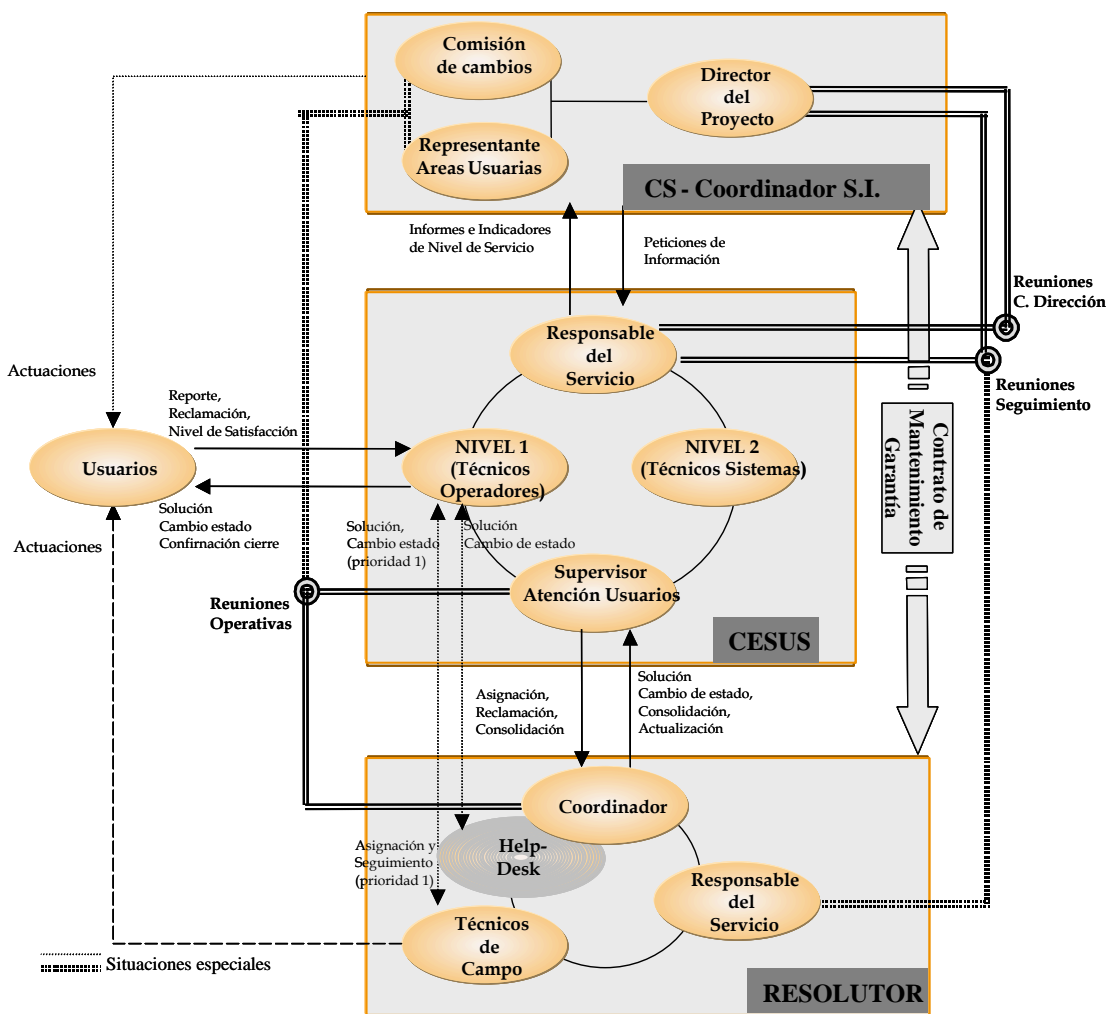 Comisión
de cambios
Director
del
Proyecto
Representante
Areas Usuarias
CS - Coordinador S.I.
Informes e Indicadores
de Nivel de Servicio
Peticiones de
Información
Reuniones
C. Dirección
Responsable
del
Servicio
Reuniones
Seguimiento
Actuaciones
Reporte,
Reclamación,
Nivel de Satisfacción
Usuarios
NIVEL 1
(Técnicos
Operadores)
NIVEL 2
(Técnicos Sistemas)
Contrato de
Mantenimiento
Garantía
Solución
Cambio estado
Confirnación cierre
Actuaciones
Solución,
Cambio estado
(prioridad 1)
Solución
Cambio de estado
Supervisor
Atención Usuarios
Reuniones
Operativas
CESUS
Asignación,
Reclamación,
Consolidación
Solución
Cambio de estado,
Consolidación,
Actualización
Coordinador
Help-
Desk
Asignación y
Seguimiento
(prioridad 1)
Responsable
del
Servicio
Técnicos
de
Campo
Situaciones especiales
RESOLUTOR